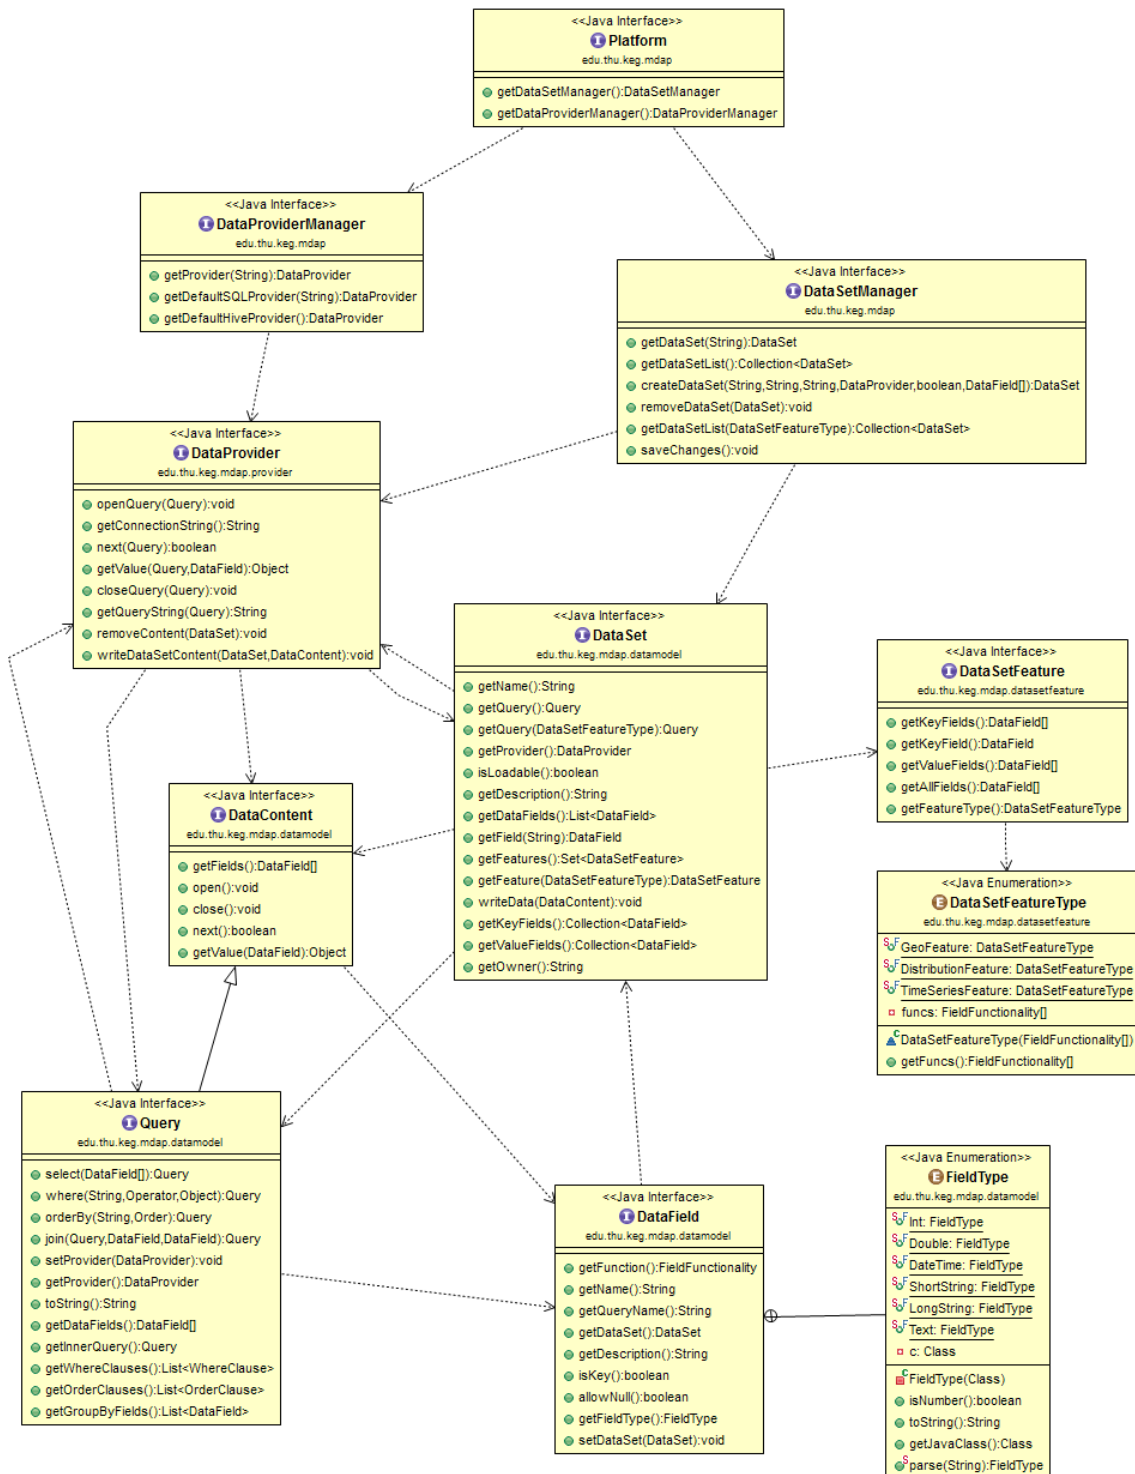 <<Java Interface>>
Platform
edu.thu.keg.mdap
getDataSetManager():DataSetManager
getDataProviderManager():DataProviderManager
<<Java Interface>>
DataProviderManager
edu.thu.keg.mdap
getProvider(String):DataProvider
getDefaultSQLProvider(String):DataProvider
getDefaultHiveProvider():DataProvider
<<Java Interface>>
DataSetManager
edu.thu.keg.mdap
getDataSet(String):DataSet
getDataSetList():Collection<DataSet>
createDataSet(String,String,String,DataProvider,boolean,DataField[]):DataSet
removeDataSet(DataSet):void
getDataSetList(DataSetFeatureType):Collection<DataSet>
saveChanges():void
<<Java Interface>>
DataProvider
edu.thu.keg.mdap.provider
openQuery(Query):void
getConnectionString():String
next(Query):boolean
getValue(Query,DataField):Object
closeQuery(Query):void
getQueryString(Query):String
removeContent(DataSet):void
writeDataSetContent(DataSet,DataContent):void
<<Java Interface>>
DataSet
edu.thu.keg.mdap.datamodel
getName():String
getQuery():Query
getQuery(DataSetFeatureType):Query
getProvider():DataProvider
isLoadable():boolean
getDescription():String
getDataFields():List<DataField>
getField(String):DataField
getFeatures():Set<DataSetFeature>
getFeature(DataSetFeatureType):DataSetFeature
writeData(DataContent):void
getKeyFields():Collection<DataField>
getValueFields():Collection<DataField>
getOwner():String
<<Java Interface>>
DataSetFeature
edu.thu.keg.mdap.datasetfeature
getKeyFields():DataField[]
getKeyField():DataField
getValueFields():DataField[]
getAllFields():DataField[]
getFeatureType():DataSetFeatureType
<<Java Interface>>
DataContent
edu.thu.keg.mdap.datamodel
getFields():DataField[]
open():void
close():void
next():boolean
getValue(DataField):Object
<<Java Enumeration>>
DataSetFeatureType
edu.thu.keg.mdap.datasetfeature
GeoFeature: DataSetFeatureType
DistributionFeature: DataSetFeatureType
TimeSeriesFeature: DataSetFeatureType
funcs: FieldFunctionality[]
DataSetFeatureType(FieldFunctionality[])
getFuncs():FieldFunctionality[]
<<Java Interface>>
Query
edu.thu.keg.mdap.datamodel
select(DataField[]):Query
where(String,Operator,Object):Query
orderBy(String,Order):Query
join(Query,DataField,DataField):Query
setProvider(DataProvider):void
getProvider():DataProvider
toString():String
getDataFields():DataField[]
getInnerQuery():Query
getWhereClauses():List<WhereClause>
getOrderClauses():List<OrderClause>
getGroupByFields():List<DataField>
<<Java Interface>>
DataField
edu.thu.keg.mdap.datamodel
getFunction():FieldFunctionality
getName():String
getQueryName():String
getDataSet():DataSet
getDescription():String
isKey():boolean
allowNull():boolean
getFieldType():FieldType
setDataSet(DataSet):void
<<Java Enumeration>>
FieldType
edu.thu.keg.mdap.datamodel
Int: FieldType
Double: FieldType
DateTime: FieldType
ShortString: FieldType
LongString: FieldType
Text: FieldType
c: Class
FieldType(Class)
isNumber():boolean
toString():String
getJavaClass():Class
parse(String):FieldType